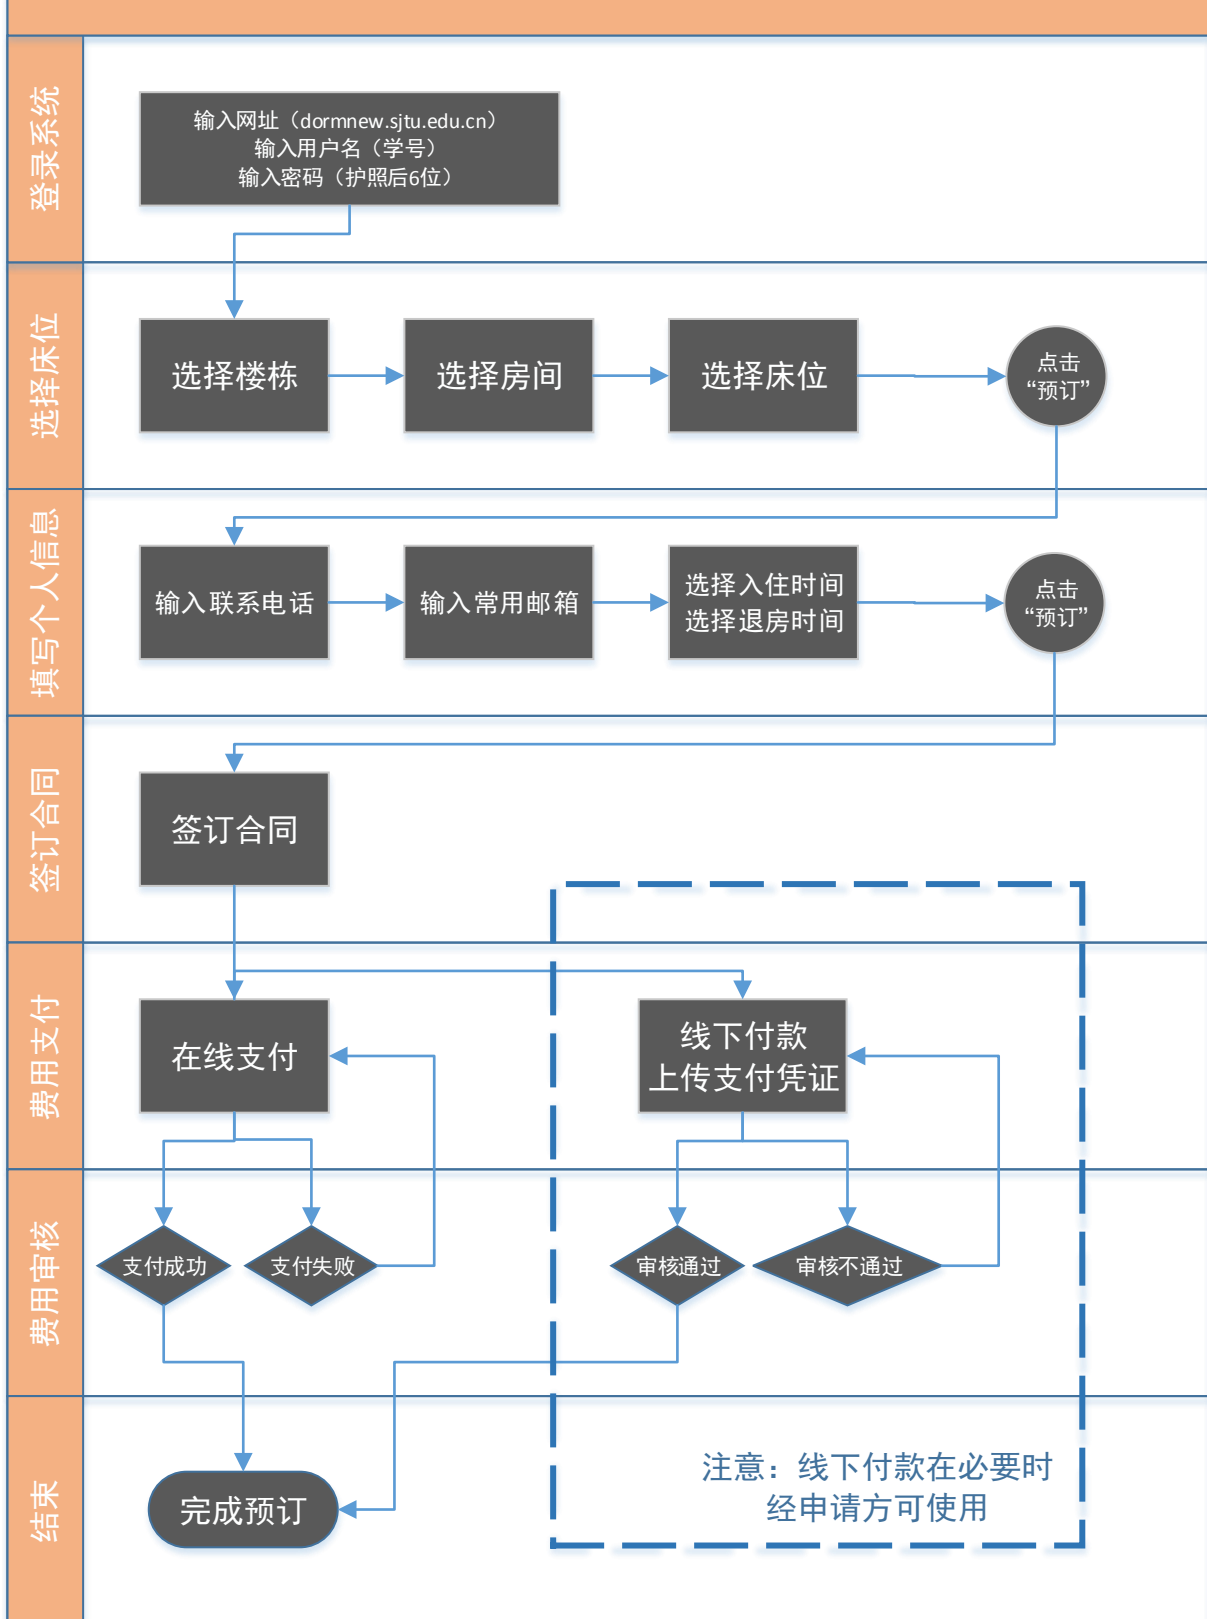 登录系统
输入网址（dormnew.sjtu.edu.cn）
输入用户名（学号）
输入密码（护照后6位）
选择床位
选择楼栋
选择房间
选择床位
点击
“预订”
填写个人信息
输入联系电话
输入常用邮箱
选择入住时间
选择退房时间
点击
“预订”
签订合同
签订合同
费用支付
在线支付
线下付款
上传支付凭证
费用审核
支付成功
支付失败
审核通过
审核不通过
结束
完成预订
注意：线下付款在必要时
经申请方可使用